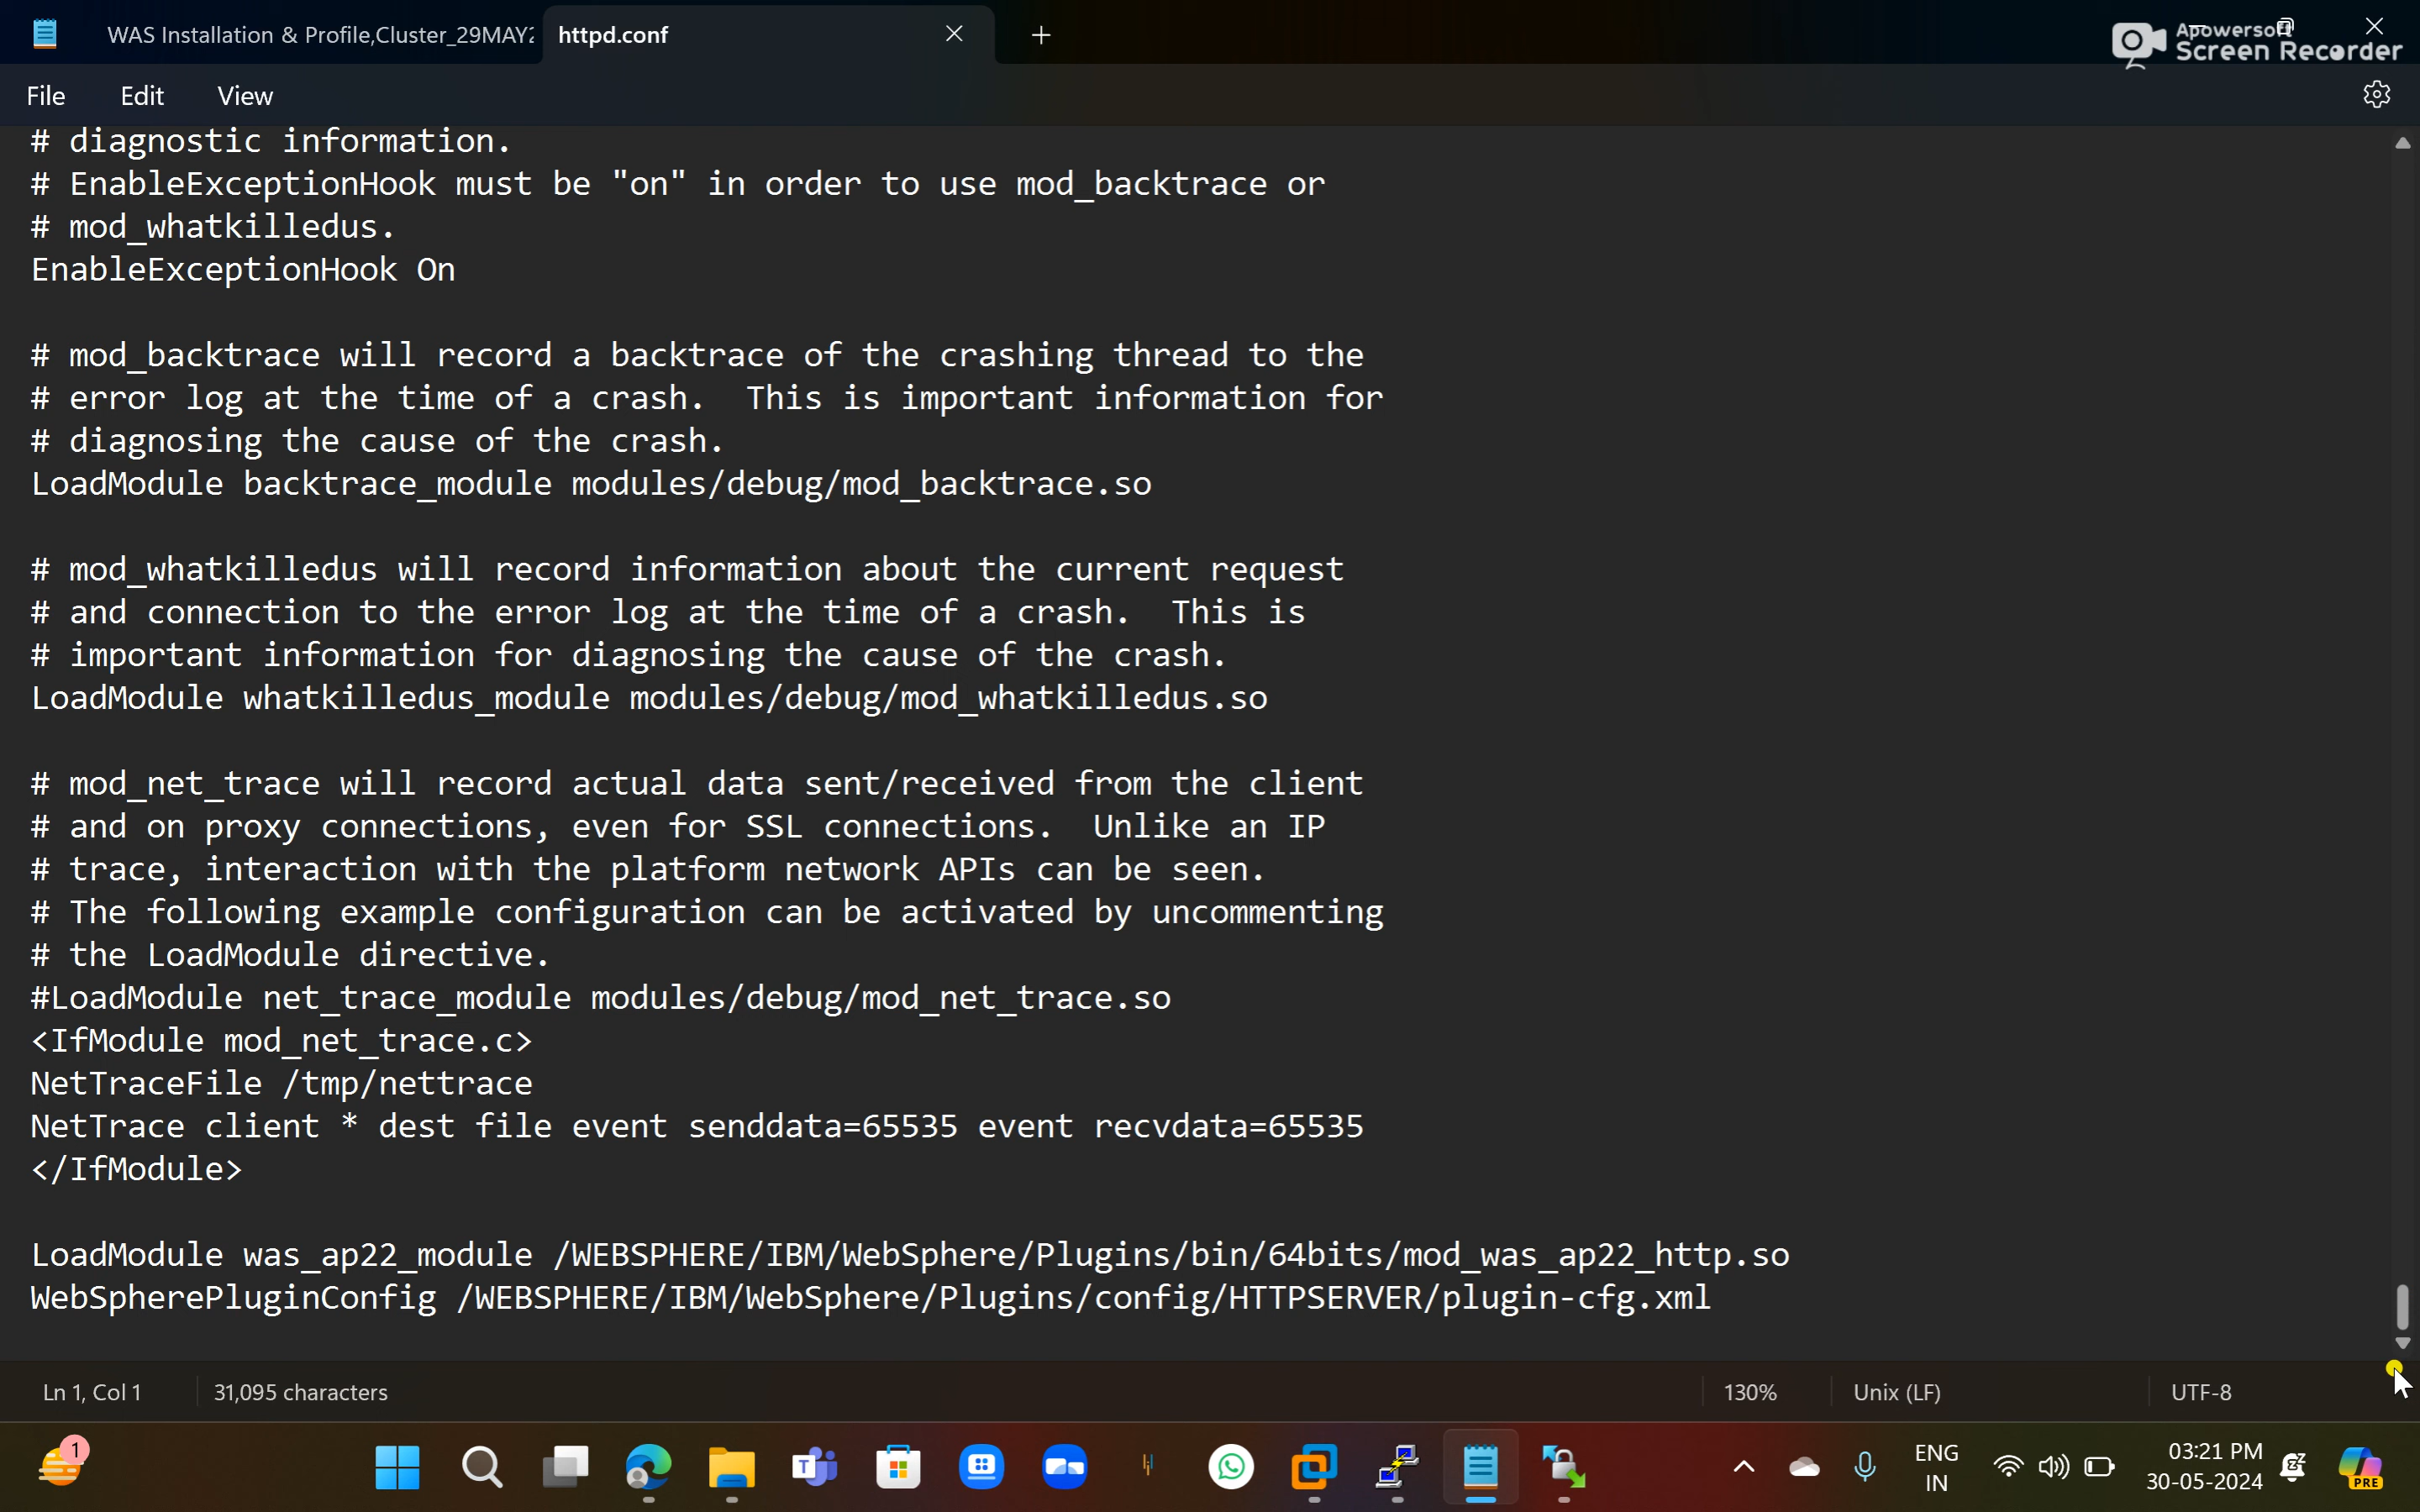 WAS Installation & Profile,Cluster_29MAY2
httpd.conf
Apowersoft
Screen Recorder
File Edit View
# diagnostic information.
# EnableExceptionHook must be "on" in order to use mod_backtrace or
# mod_whatkilledus.
EnableExceptionHook On
# mod_backtrace will record a backtrace of the crashing thread to the
# error log at the time of a crash.  This is important information for
# diagnosing the cause of the crash.
LoadModule backtrace_module modules/debug/mod_backtrace.so
# mod_whatkilledus will record information about the current request
# and connection to the error log at the time of a crash.  This is
# important information for diagnosing the cause of the crash.
LoadModule whatkilledus_module modules/debug/mod_whatkilledus.so
# mod_net_trace will record actual data sent/received from the client
# and on proxy connections, even for SSL connections.  Unlike an IP
# trace, interaction with the platform network APIs can be seen.
# The following example configuration can be activated by uncommenting
# the LoadModule directive.
#LoadModule net_trace_module modules/debug/mod_net_trace.so
<IfModule mod_net_trace.c>
NetTraceFile /tmp/nettrace
NetTrace client * dest file event senddata=65535 event recvdata=65535
</IfModule>
LoadModule was_ap22_module /WEBSPHERE/IBM/WebSphere/Plugins/bin/64bits/mod_was_ap22_http.so
WebSpherePluginConfig /WEBSPHERE/IBM/WebSphere/Plugins/config/HTTPSERVER/plugin-cfg.xml
Ln 1, Col 1 31,095 characters 130% Unix (LF) UTF-8
1
ENG
IN
03:21 PM
30-05-2024
PRE